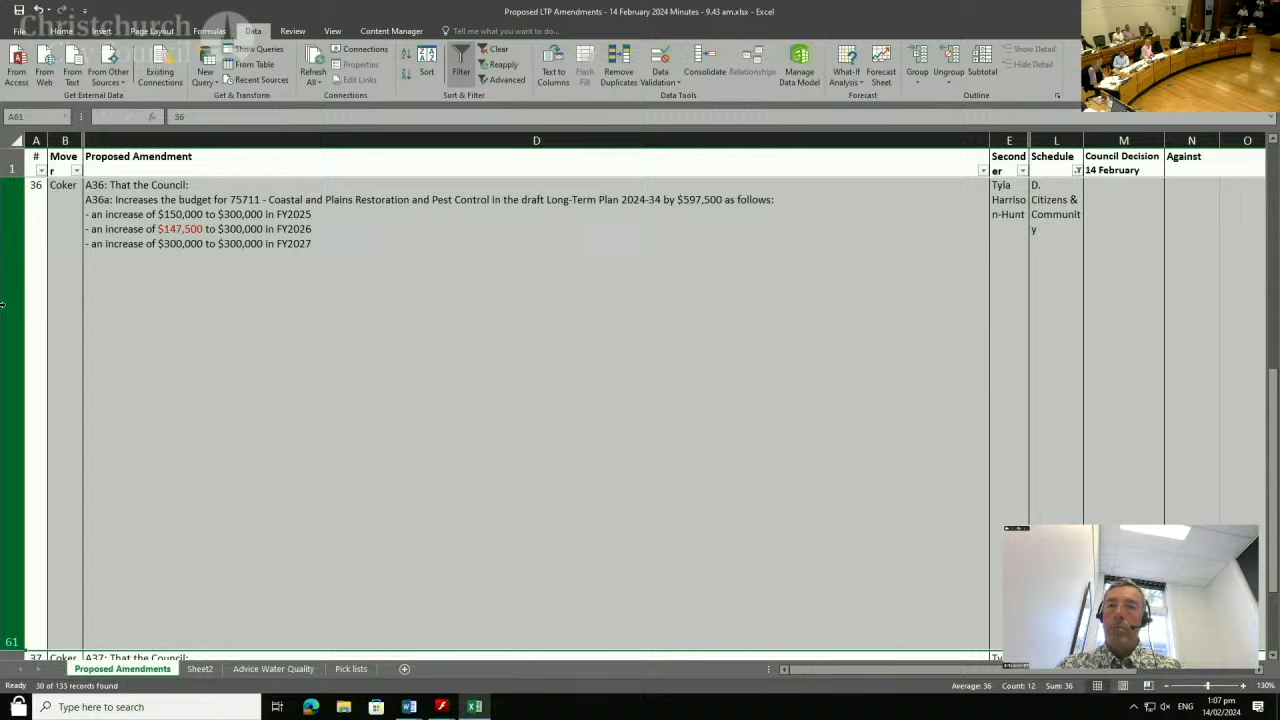 Proposed LTP Amendments - 14 February 2024 Minutes - 9.43 am.xlsx - Excel
Christchurch
City Council
File Home Insert Page Layout Formulas Data Review View Content Manager Tell me what you want to do...
From Access From Web From Text From Other Sources Existing Connections New Query Show Queries From Table Recent Sources Refresh All Connections Properties Edit Links Sort Filter Clear Reapply Advanced Text to Columns Flash Fill Remove Duplicates Data Validation Consolidate Relationships Manage Data Model What-If Analysis Forecast Sheet Group Ungroup Subtotal Show Detail Hide Detail
Get External Data Get & Transform Connections Sort & Filter Data Tools Forecast Outline
A81 fx 36
A B D E L M N O
1 # Mover Proposed Amendment Seconder Schedule Council Decision 14 February Against
36 Coker A36: That the Council: Tyla Harrison-Hunt D. Citizens & Community
A36a: Increases the budget for 75711 - Coastal and Plains Restoration and Pest Control in the draft Long-Term Plan 2024-34 by $597,500 as follows:
- an increase of $150,000 to $300,000 in FY2025
- an increase of $147,500 to $300,000 in FY2026
- an increase of $300,000 to $300,000 in FY2027
61
37 Coker A37: That the Council: Ty
Proposed Amendments Sheet2 Advice Water Quality Pick lists
Ready 30 of 133 records found Average: 36 Count: 12 Sum: 36 130%
Type here to search ENG 1:07 pm
14/02/2024